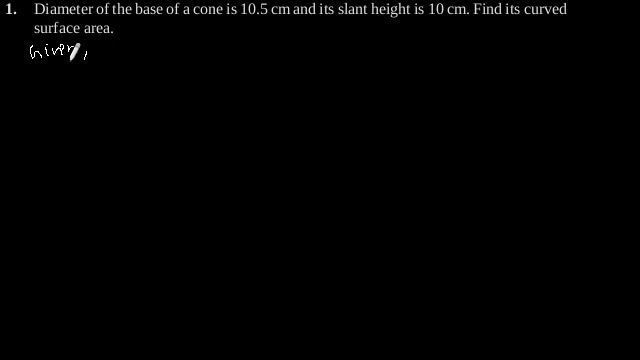 1. Diameter of the base of a cone is 10.5 cm and its slant height is 10 cm. Find its curved
surface area.
Given,